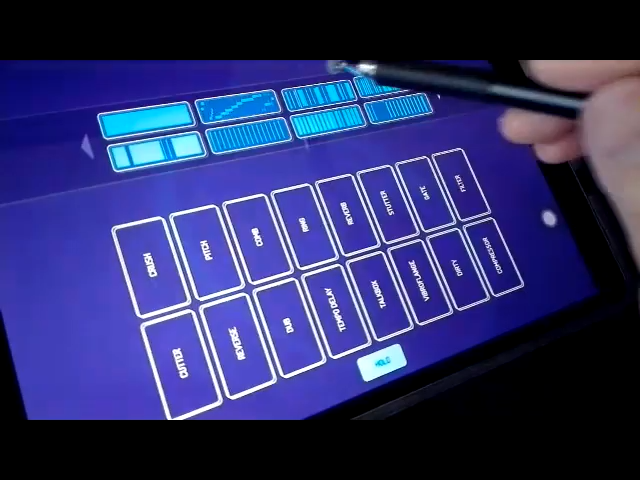 CRUSH
PITCH
COMB
RING
REVERB
STUTTER
GATE
FILTER
CUTTER
REVERSE
DUB
TEMPO DELAY
TALKBOX
VIBROFLANGE
DIRTY
COMPRESSOR
HOLD